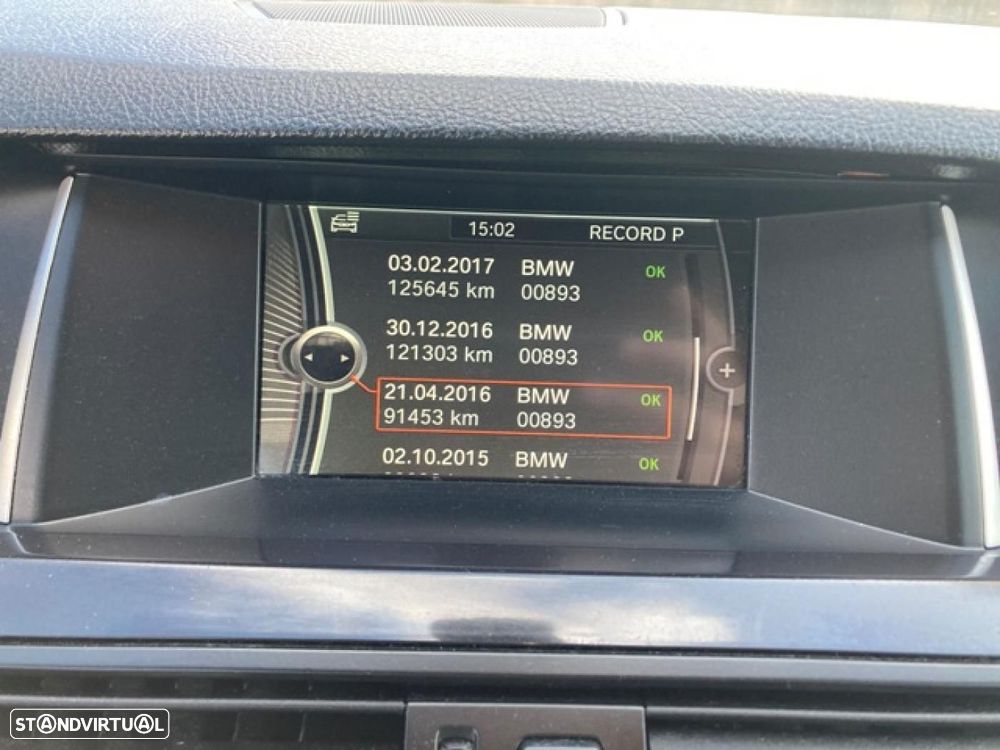 15:02 RECORD P
03.02.2017 BMW OK
125645 km 00893
30.12.2016 BMW OK
121303 km 00893
21.04.2016 BMW OK
91453 km 00893
02.10.2015 BMW OK
STANDVIRTUAL